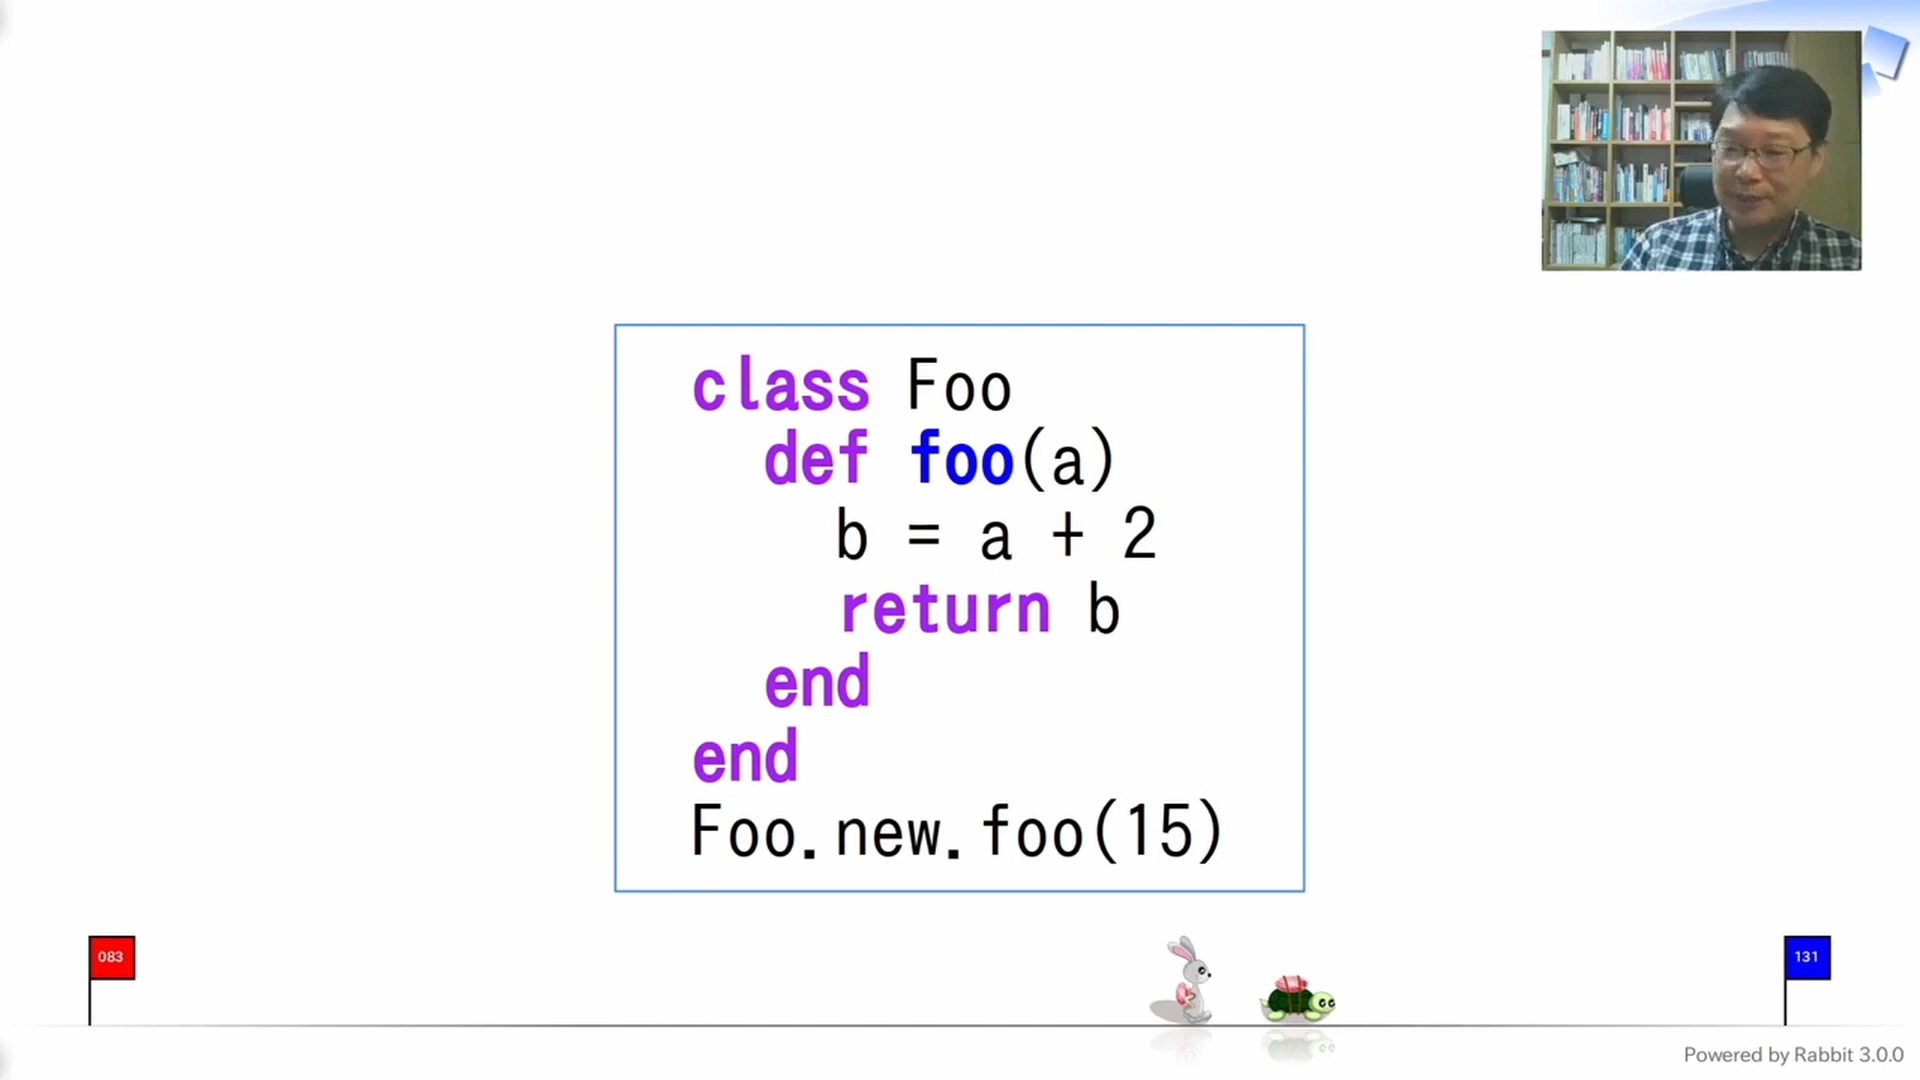 class Foo
  def foo(a)
    b = a + 2
    return b
  end
end
Foo.new.foo(15)
083
131
Powered by Rabbit 3.0.0